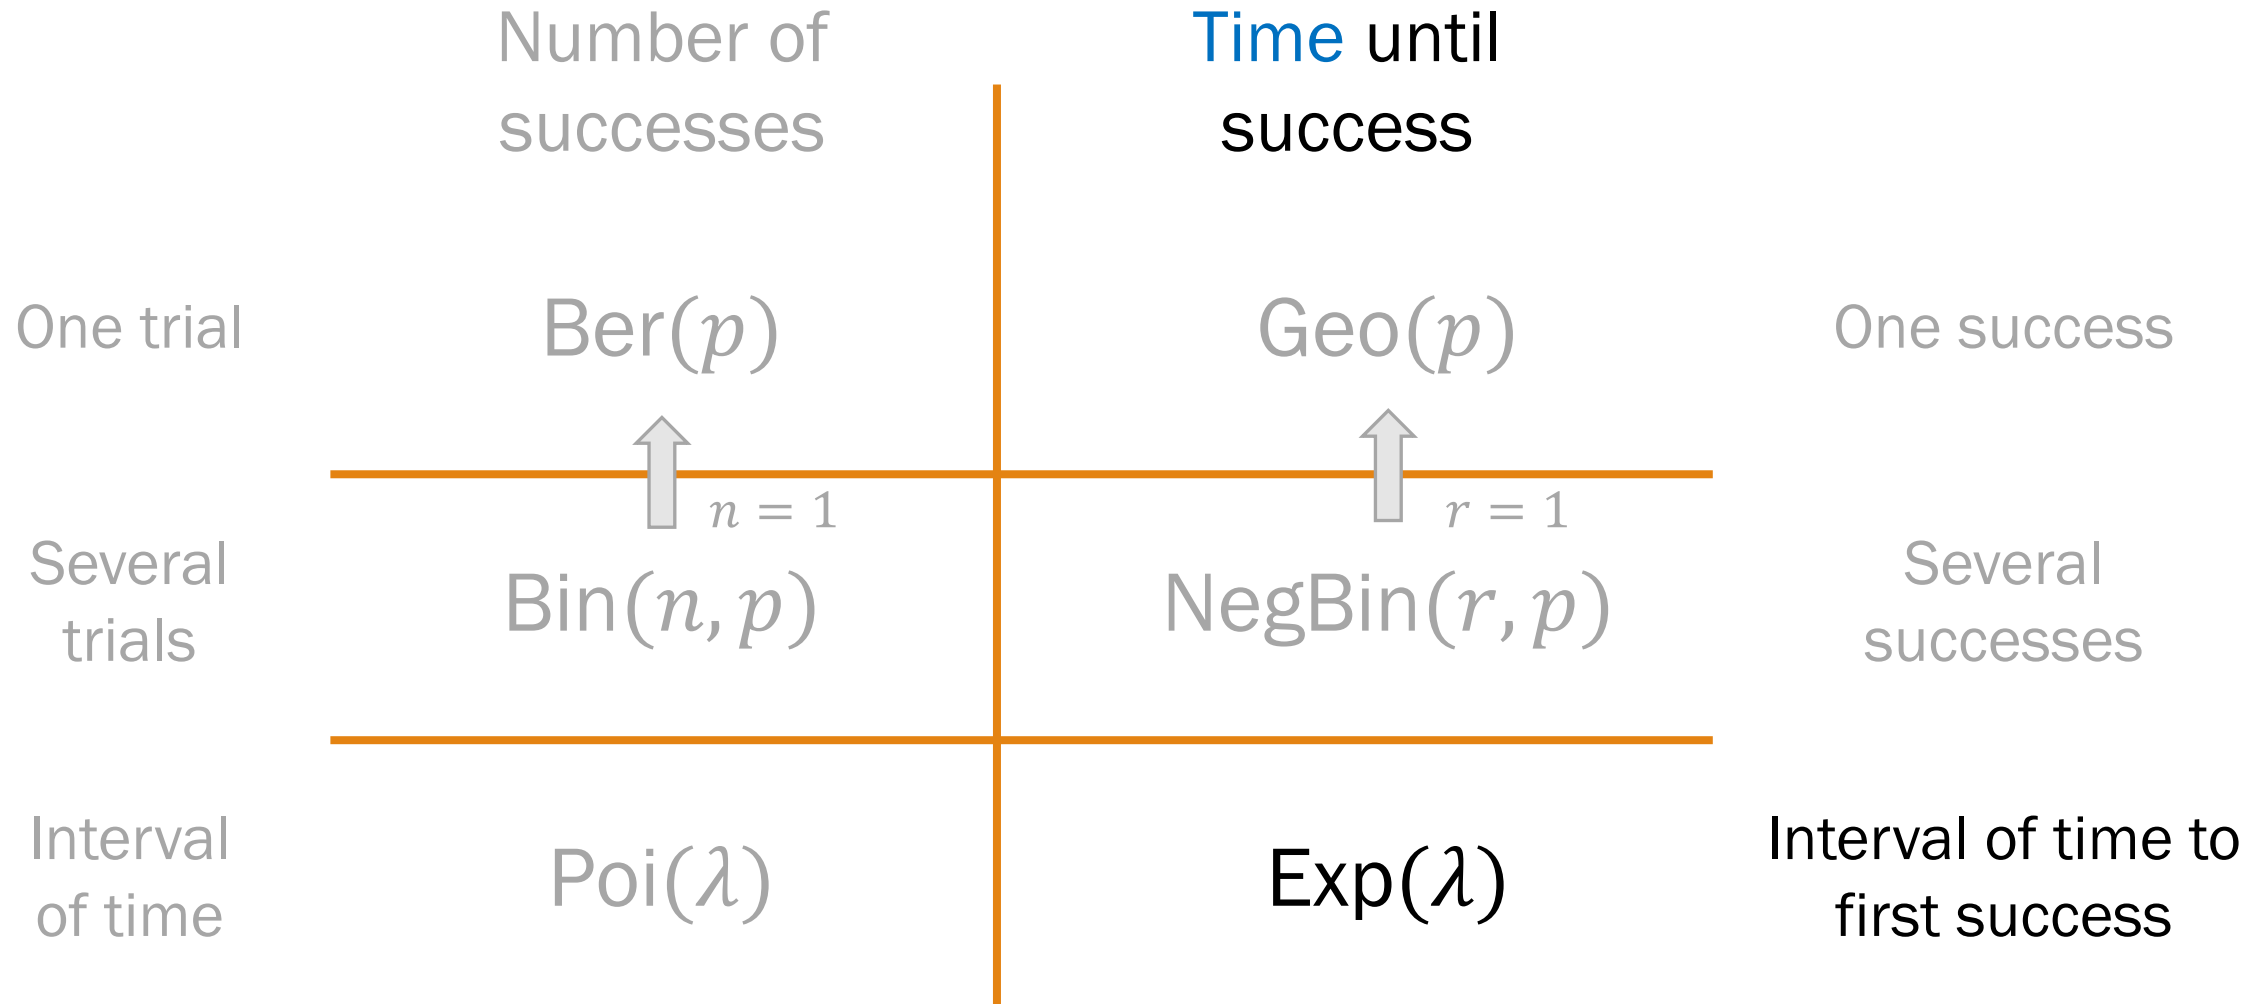 Number of
successes
Time until
success
One trial
Ber(p)
Geo(p)
One success
n = 1
r = 1
Several
trials
Bin(n, p)
NegBin(r, p)
Several
successes
Interval
of time
Poi(λ)
Exp(λ)
Interval of time to
first success